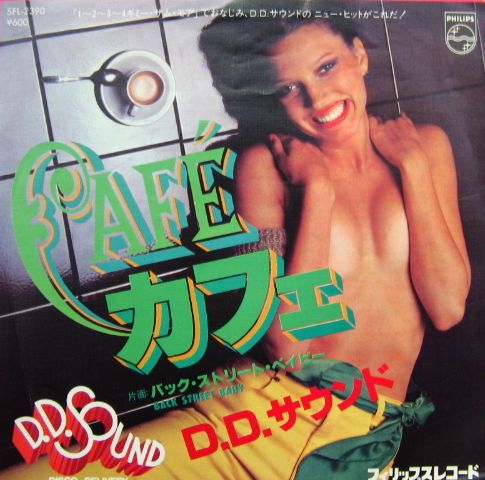 SFL-2390
¥600
「1〜2〜3〜4ギミー・サム・モア」でおなじみ、D.D.サウンドの ニュー・ヒットがこれだ!
PHILIPS
CAFÉ
カフェ
片面:バック・ストリート・ベイビー
BACK STREET BABY
D.D.サウンド
D.D. SOUND
DISCO DELIVERY
フィリップスレコード